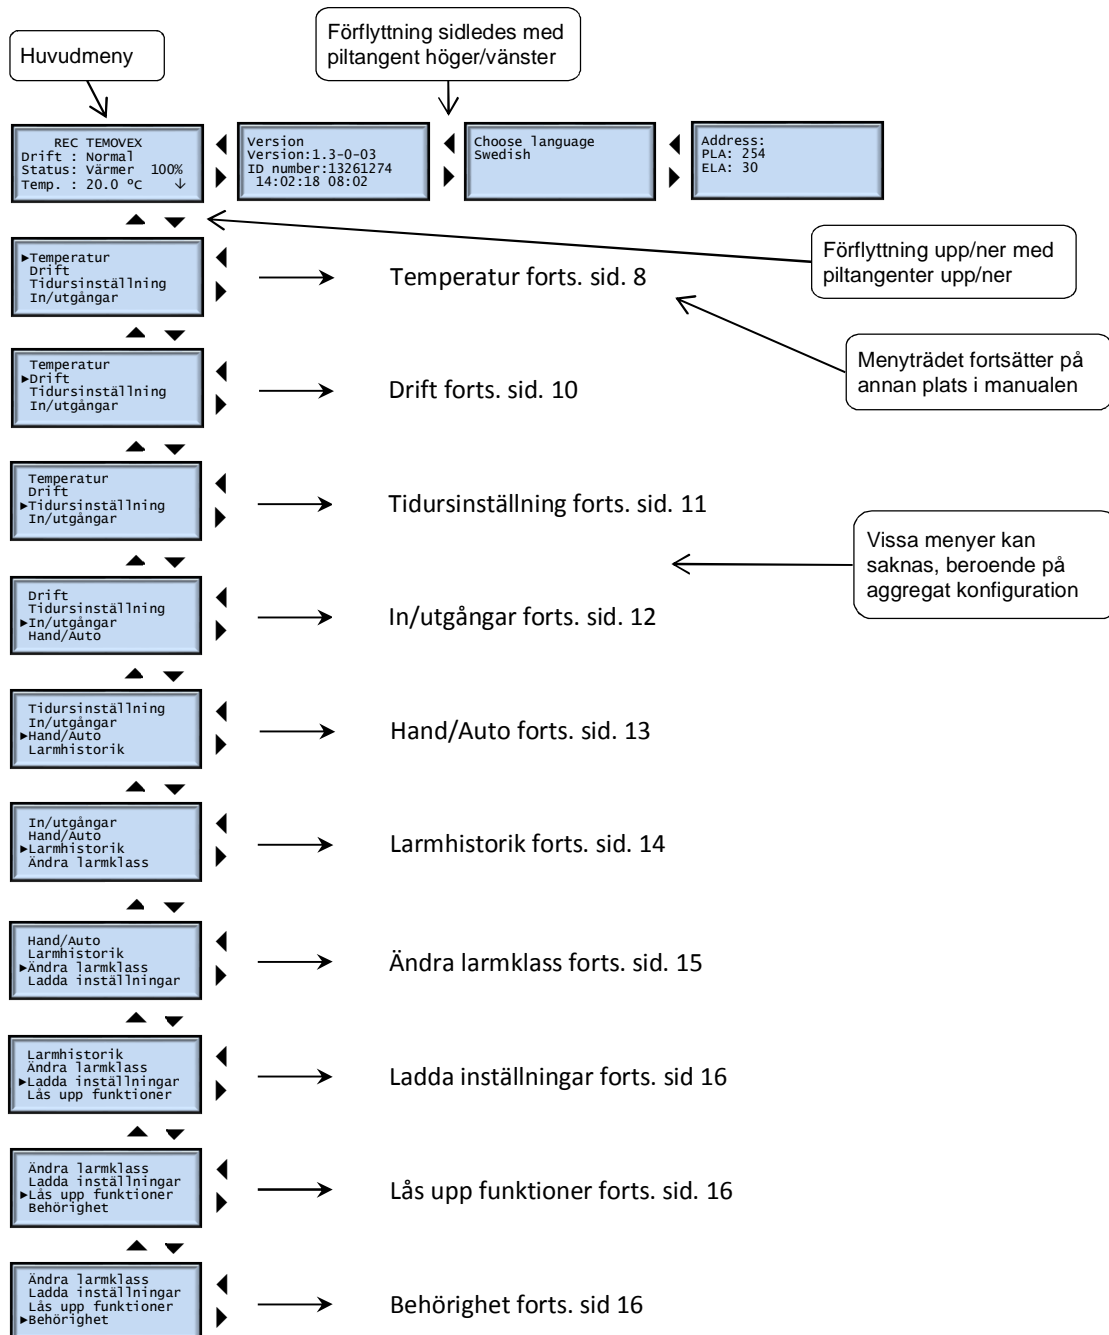 Huvudmeny
Förflyttning sidledes med
piltangent höger/vänster
REC TEMOVEX
Drift : Normal
Status: Värmer 100%
Temp. : 20.0 ºC ↓
Version
Version:1.3-0-03
ID number:13261274
14:02:18 08:02
Choose language
Swedish
Address:
PLA: 254
ELA: 30
Förflyttning upp/ner med
piltangenter upp/ner
►Temperatur
Drift
Tidursinställning
In/utgångar
Temperatur forts. sid. 8
Menyträdet fortsätter på
annan plats i manualen
Temperatur
►Drift
Tidursinställning
In/utgångar
Drift forts. sid. 10
Temperatur
Drift
►Tidursinställning
In/utgångar
Tidursinställning forts. sid. 11
Vissa menyer kan
saknas, beroende på
aggregat konfiguration
Drift
Tidursinställning
►In/utgångar
Hand/Auto
In/utgångar forts. sid. 12
Tidursinställning
In/utgångar
►Hand/Auto
Larmhistorik
Hand/Auto forts. sid. 13
In/utgångar
Hand/Auto
►Larmhistorik
Ändra larmklass
Larmhistorik forts. sid. 14
Hand/Auto
Larmhistorik
►Ändra larmklass
Ladda inställningar
Ändra larmklass forts. sid. 15
Larmhistorik
Ändra larmklass
►Ladda inställningar
Lås upp funktioner
Ladda inställningar forts. sid 16
Ändra larmklass
Ladda inställningar
►Lås upp funktioner
Behörighet
Lås upp funktioner forts. sid. 16
Ändra larmklass
Ladda inställningar
Lås upp funktioner
►Behörighet
Behörighet forts. sid 16